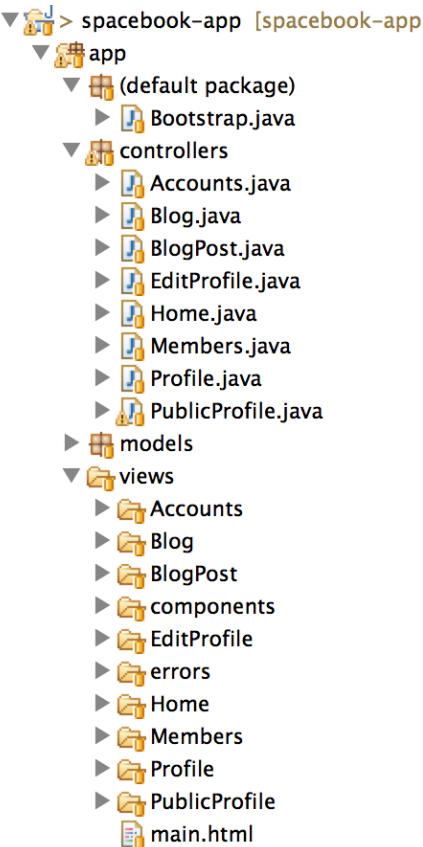 > spacebook-app [spacebook-app
app
(default package)
Bootstrap.java
controllers
Accounts.java
Blog.java
BlogPost.java
EditProfile.java
Home.java
Members.java
Profile.java
PublicProfile.java
models
views
Accounts
Blog
BlogPost
components
EditProfile
errors
Home
Members
Profile
PublicProfile
main.html